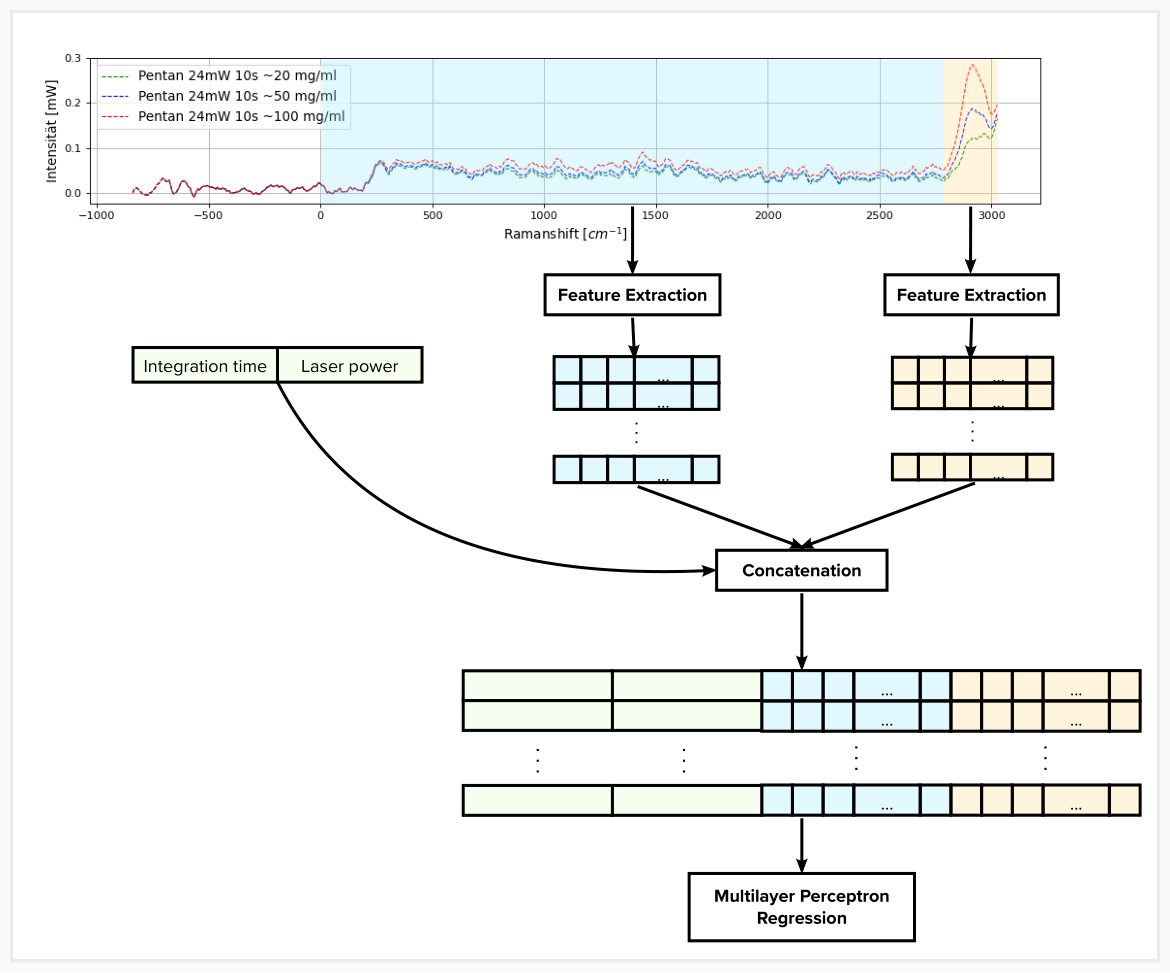 0.3
0.2
0.1
0.0
Intensität [mW]
Pentan 24mW 10s ~20 mg/ml
Pentan 24mW 10s ~50 mg/ml
Pentan 24mW 10s ~100 mg/ml
−1000 −500 0 500 1000 1500 2000 2500 3000
Ramanshift [cm⁻¹]
Feature Extraction Feature Extraction
Integration time Laser power
... ...
... ...
⋮ ⋮
... ...
Concatenation
... ...
... ...
⋮ ⋮ ⋮ ⋮
... ...
Multilayer Perceptron
Regression